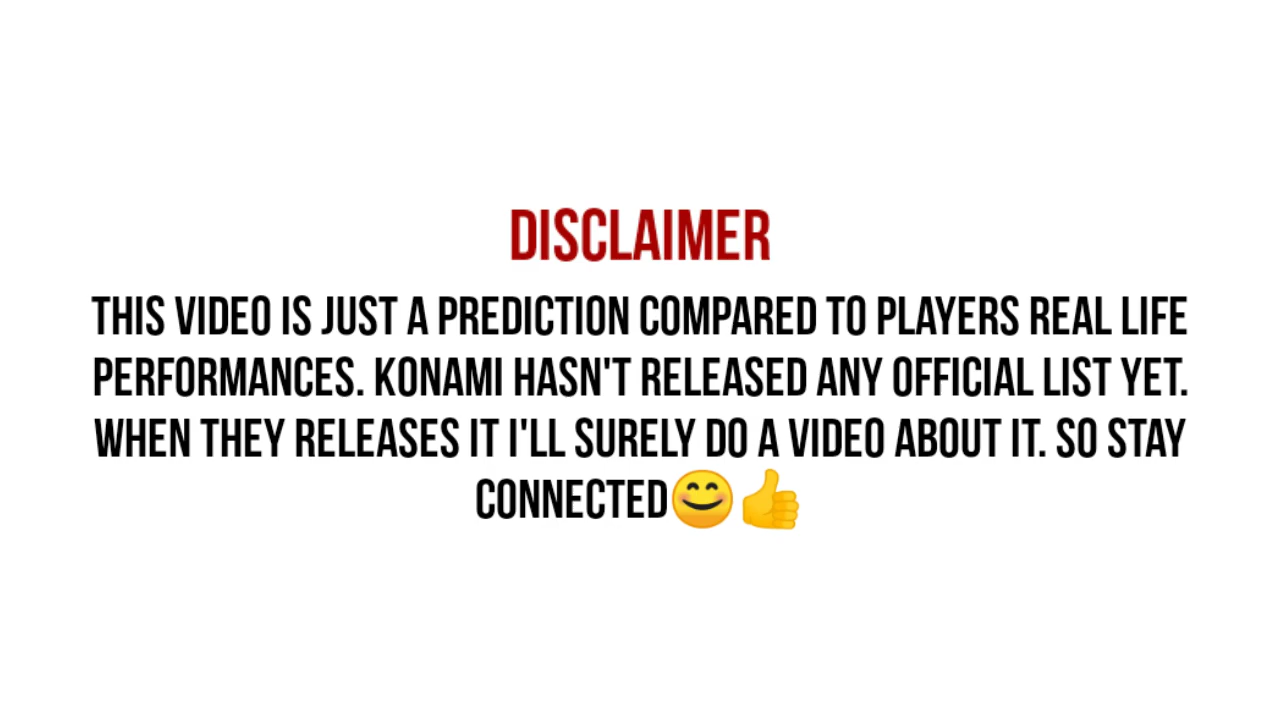 DISCLAIMER
THIS VIDEO IS JUST A PREDICTION COMPARED TO PLAYERS REAL LIFE
PERFORMANCES. KONAMI HASN'T RELEASED ANY OFFICIAL LIST YET.
WHEN THEY RELEASES IT I'LL SURELY DO A VIDEO ABOUT IT. SO STAY
CONNECTED😊👍